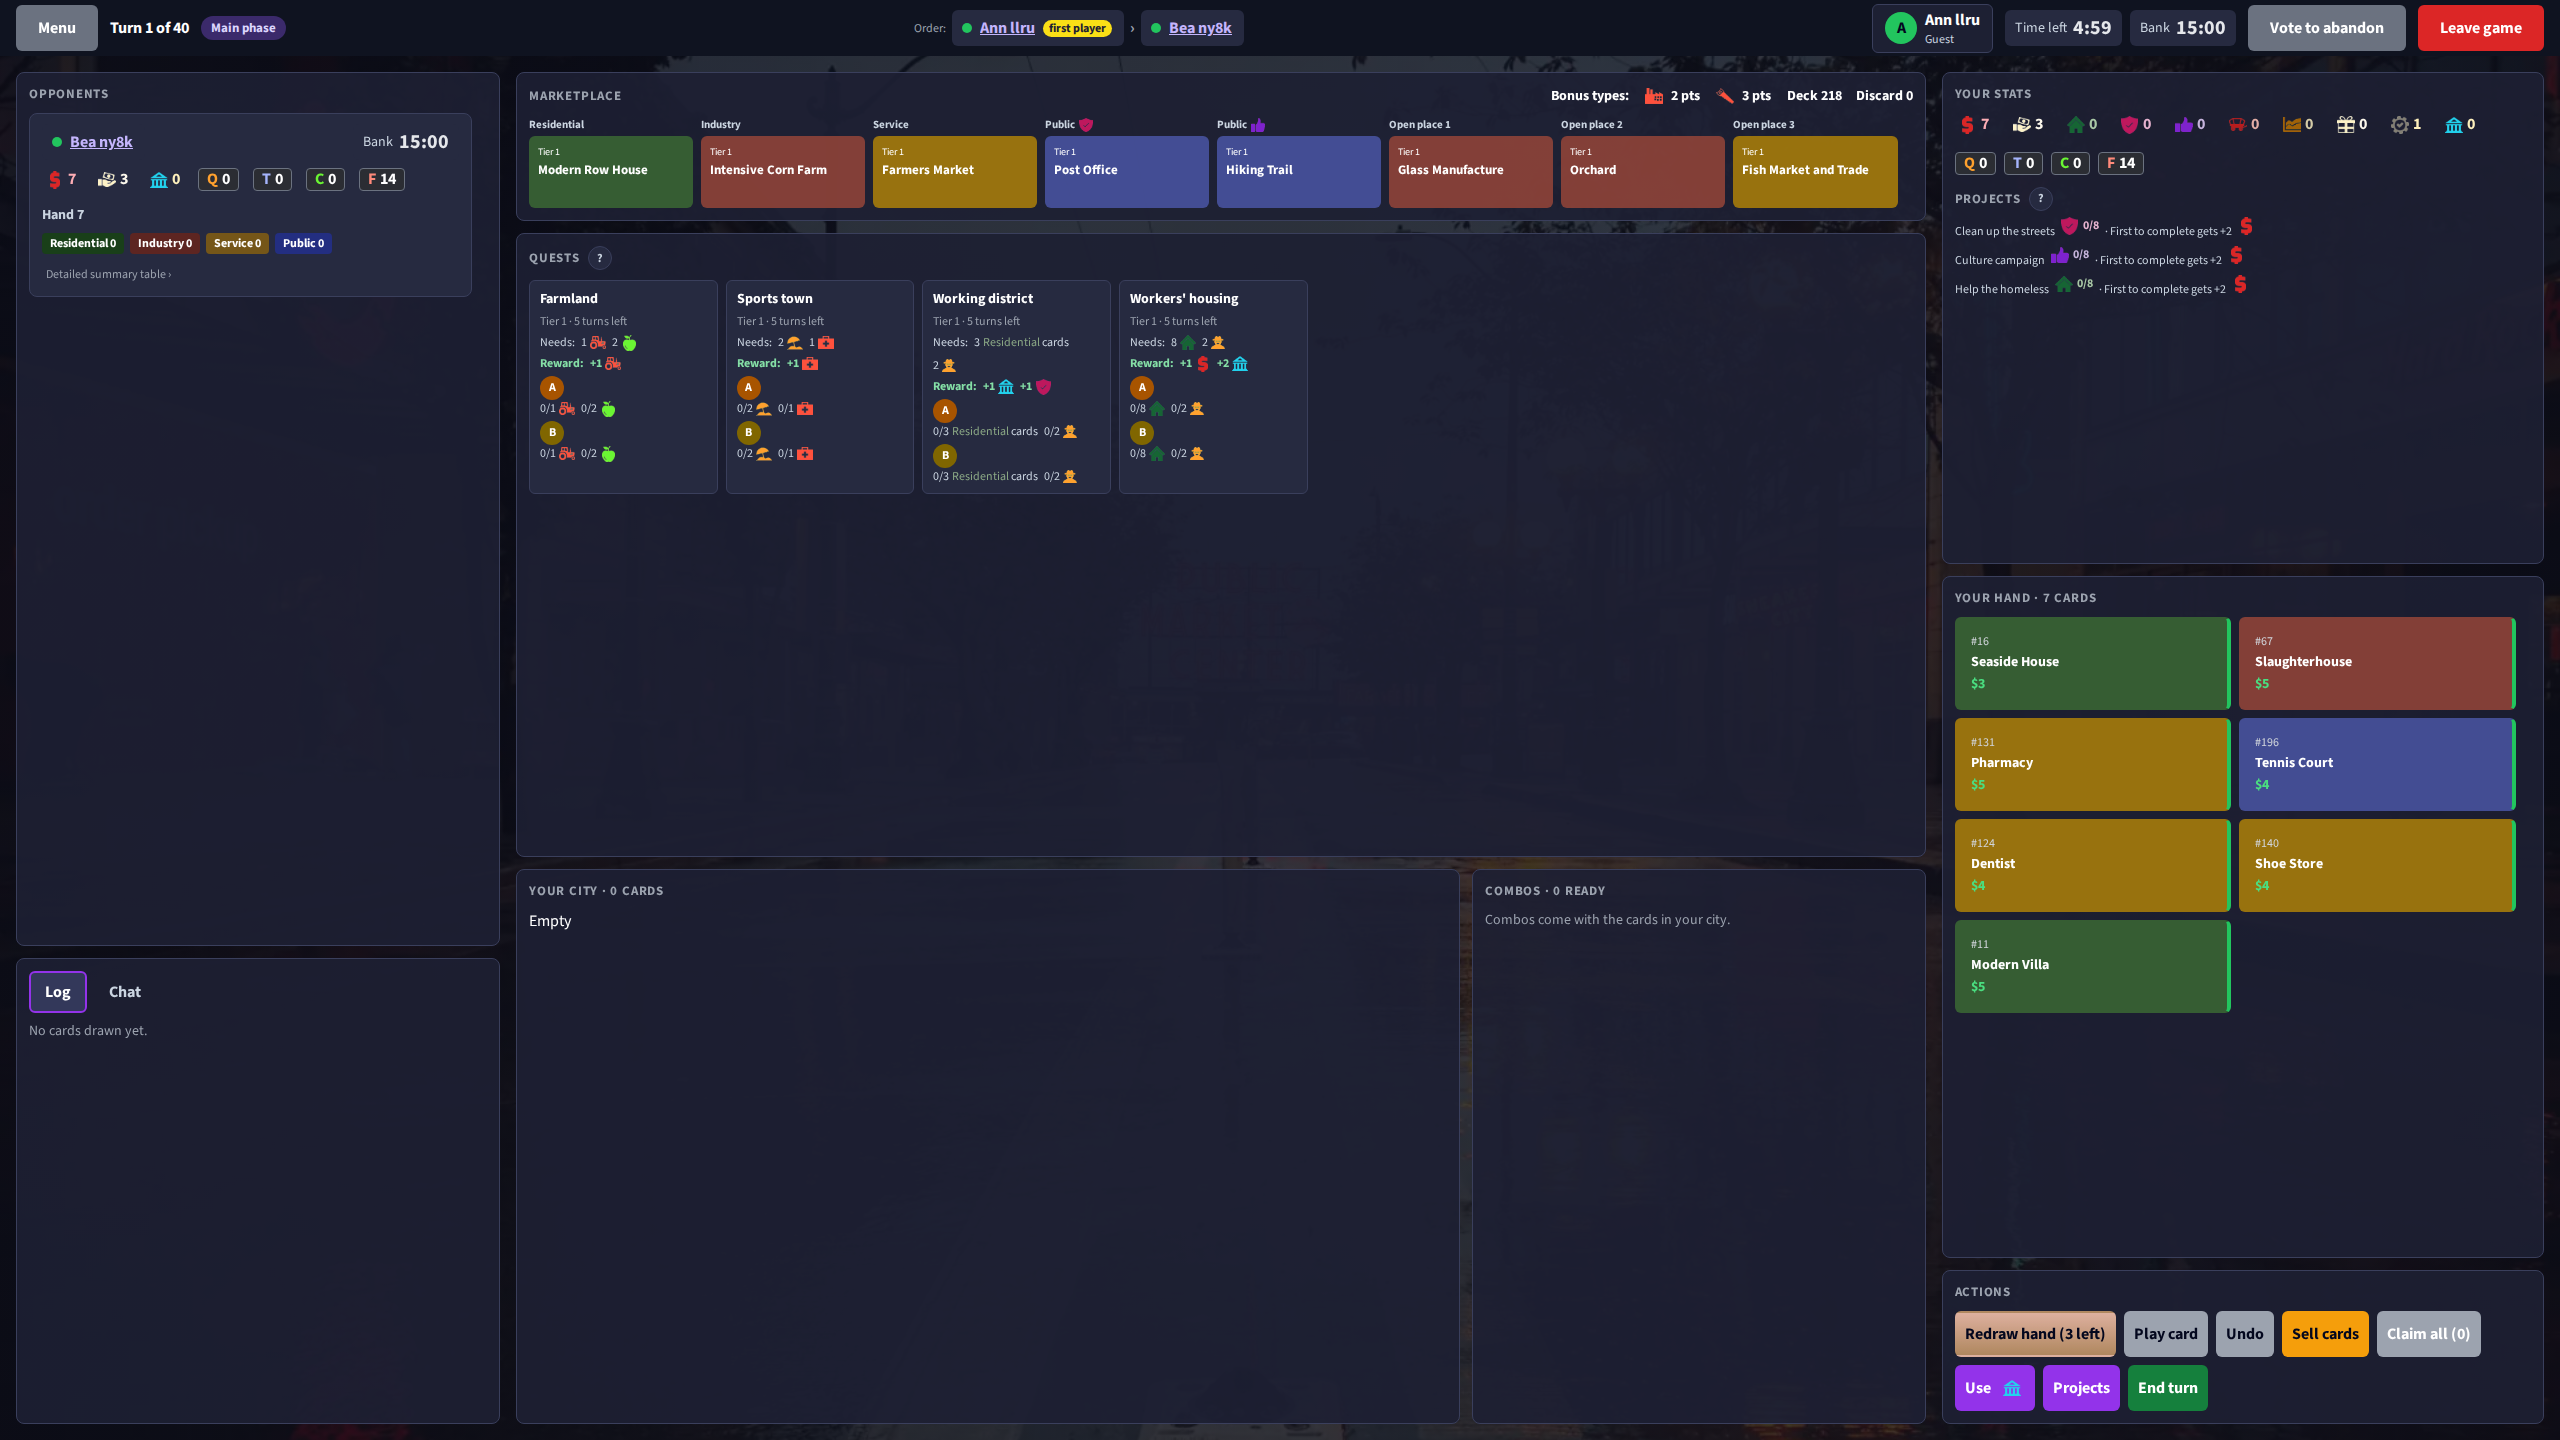 Menu
Turn 1 of 40
Main phase
Order:
Ann llru
first player
›
Bea ny8k
A
Ann llru
Guest
Time left 4:59
Bank 15:00
Vote to abandon
Leave game
OPPONENTS
Bea ny8k
Bank 15:00
7
3
0
Q 0
T 0
C 0
F 14
Hand 7
Residential 0
Industry 0
Service 0
Public 0
Detailed summary table ›
Log
Chat
No cards drawn yet.
MARKETPLACE
Bonus types: 2 pts 3 pts Deck 218 Discard 0
Residential
Tier 1
Modern Row House
Industry
Tier 1
Intensive Corn Farm
Service
Tier 1
Farmers Market
Public
Tier 1
Post Office
Public
Tier 1
Hiking Trail
Open place 1
Tier 1
Glass Manufacture
Open place 2
Tier 1
Orchard
Open place 3
Tier 1
Fish Market and Trade
QUESTS ?
Farmland
Tier 1 · 5 turns left
Needs: 1 2
Reward: +1
A
0/1 0/2
B
0/1 0/2
Sports town
Tier 1 · 5 turns left
Needs: 2 1
Reward: +1
A
0/2 0/1
B
0/2 0/1
Working district
Tier 1 · 5 turns left
Needs: 3 Residential cards
2
Reward: +1 +1
A
0/3 Residential cards 0/2
B
0/3 Residential cards 0/2
Workers' housing
Tier 1 · 5 turns left
Needs: 8 2
Reward: +1 +2
A
0/8 0/2
B
0/8 0/2
YOUR CITY · 0 CARDS
Empty
COMBOS · 0 READY
Combos come with the cards in your city.
YOUR STATS
7 3 0 0 0 0 0 0 1 0
Q 0
T 0
C 0
F 14
PROJECTS ?
Clean up the streets 0/8 · First to complete gets +2
Culture campaign 0/8 · First to complete gets +2
Help the homeless 0/8 · First to complete gets +2
YOUR HAND · 7 CARDS
#16
Seaside House
$3
#67
Slaughterhouse
$5
#131
Pharmacy
$5
#196
Tennis Court
$4
#124
Dentist
$4
#140
Shoe Store
$4
#11
Modern Villa
$5
ACTIONS
Redraw hand (3 left)
Play card
Undo
Sell cards
Claim all (0)
Use
Projects
End turn